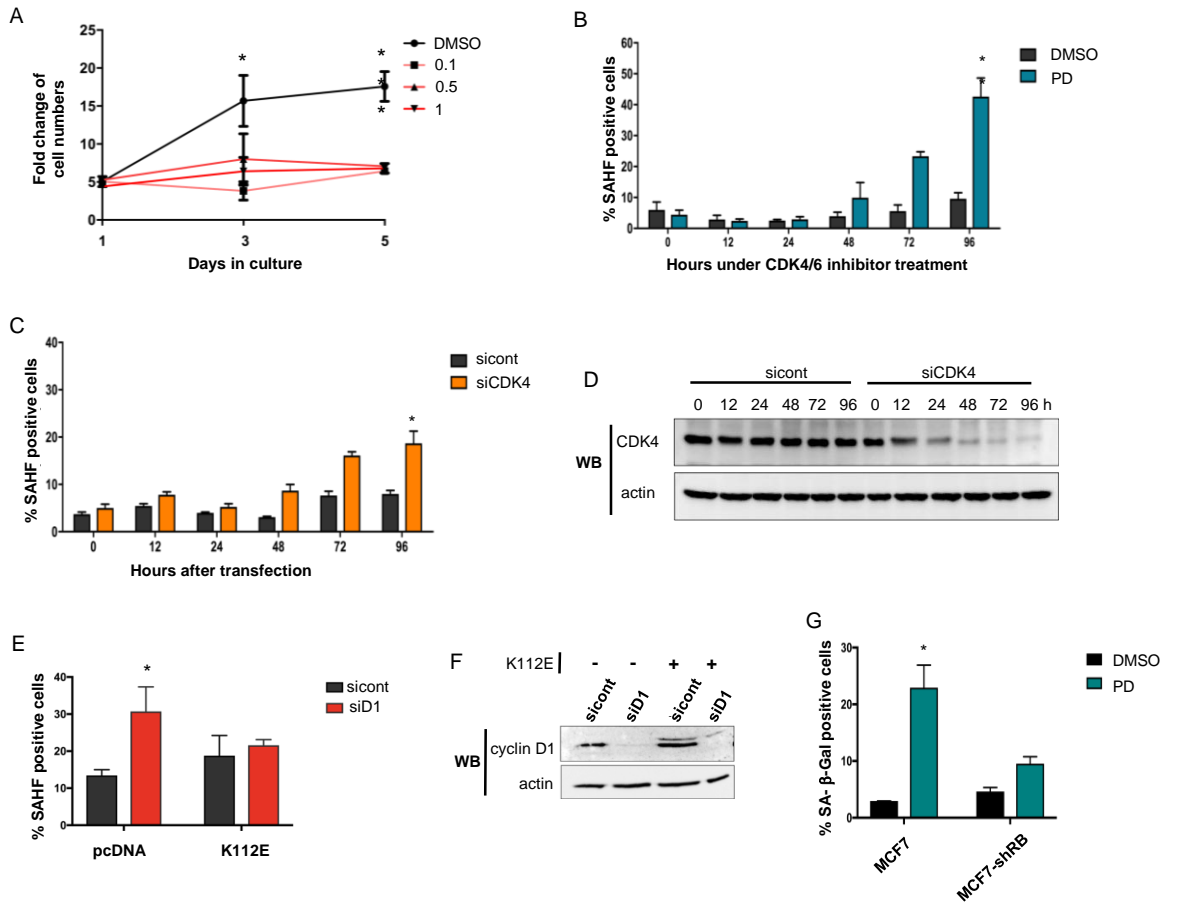 A
Fold change of
cell numbers
25
20
15
10
5
0
1
3
5
Days in culture
*
*
*
*
DMSO
0.1
0.5
1
B
% SAHF positive cells
60
50
40
30
20
10
0
0
12
24
48
72
96
Hours under CDK4/6 inhibitor treatment
*
*
DMSO
PD
C
% SAHF positive cells
40
30
20
10
0
0
12
24
48
72
96
Hours after transfection
*
sicont
siCDK4
D
sicont siCDK4
0 12 24 48 72 96 0 12 24 48 72 96 h
WB
CDK4
actin
E
% SAHF positive cells
40
30
20
10
0
*
pcDNA
K112E
sicont
siD1
F
K112E - - + +
sicont siD1 sicont siD1
WB
cyclin D1
actin
G
% SA- β-Gal positive cells
30
20
10
0
*
MCF7
MCF7-shRB
DMSO
PD